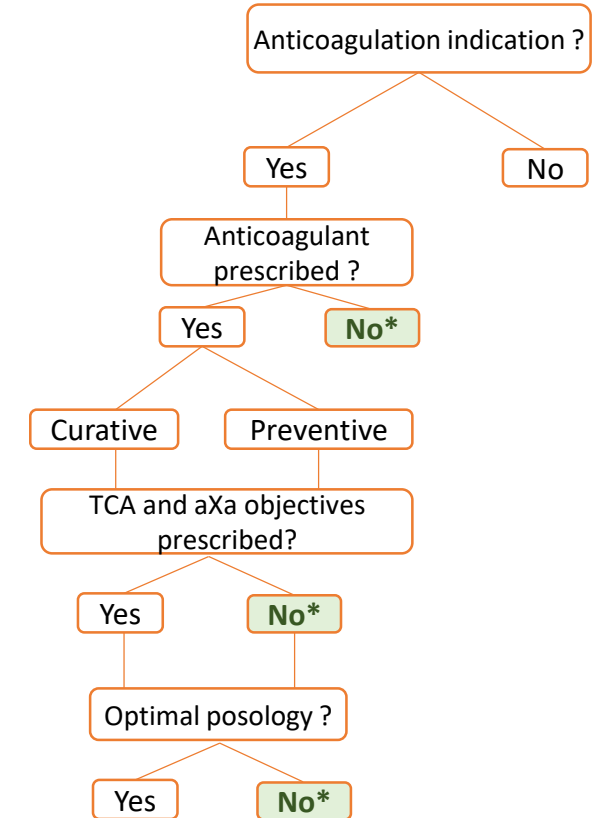 Anticoagulation indication ?
Yes
No
Anticoagulant
prescribed ?
Yes
No*
Curative
Preventive
TCA and aXa objectives
prescribed?
Yes
No*
Optimal posology ?
Yes
No*